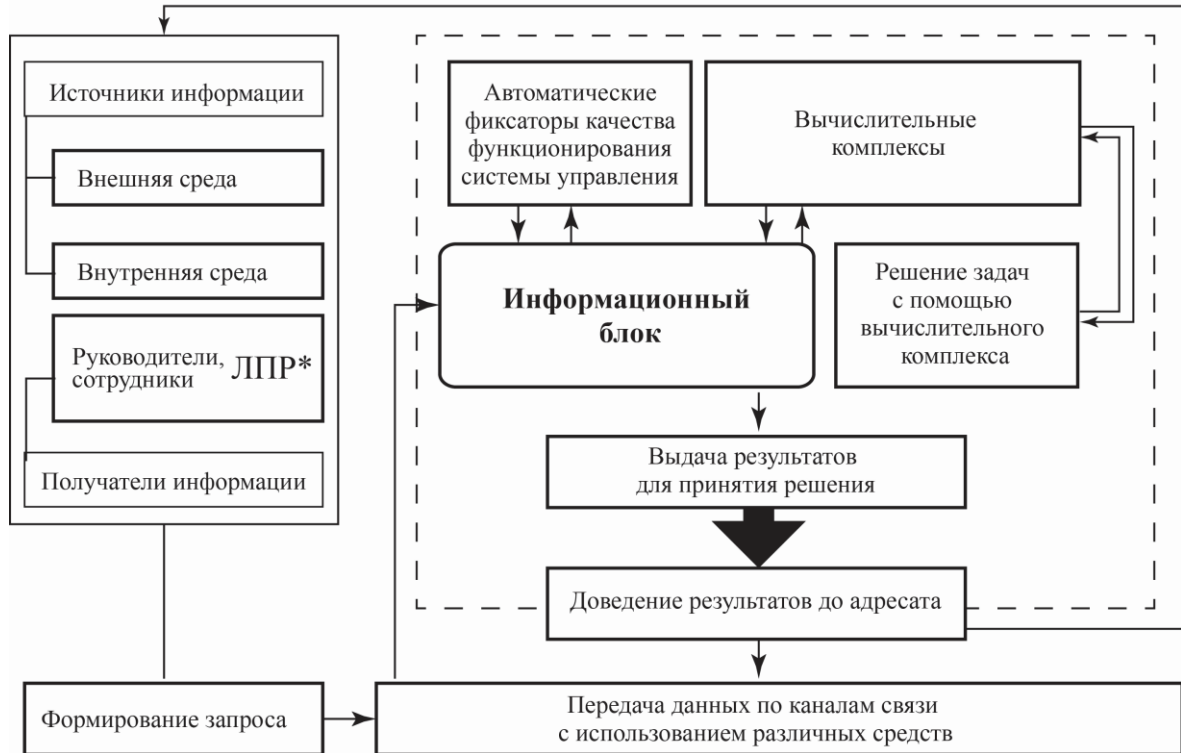 Источники информации
Внешняя среда
Внутренняя среда
Руководители,
сотрудники ЛПР*
Получатели информации
Автоматические
фиксаторы качества
функционирования
системы управления
Вычислительные
комплексы
Информационный
блок
Решение задач
с помощью
вычислительного
комплекса
Выдача результатов
для принятия решения
Доведение результатов до адресата
Формирование запроса
Передача данных по каналам связи
с использованием различных средств